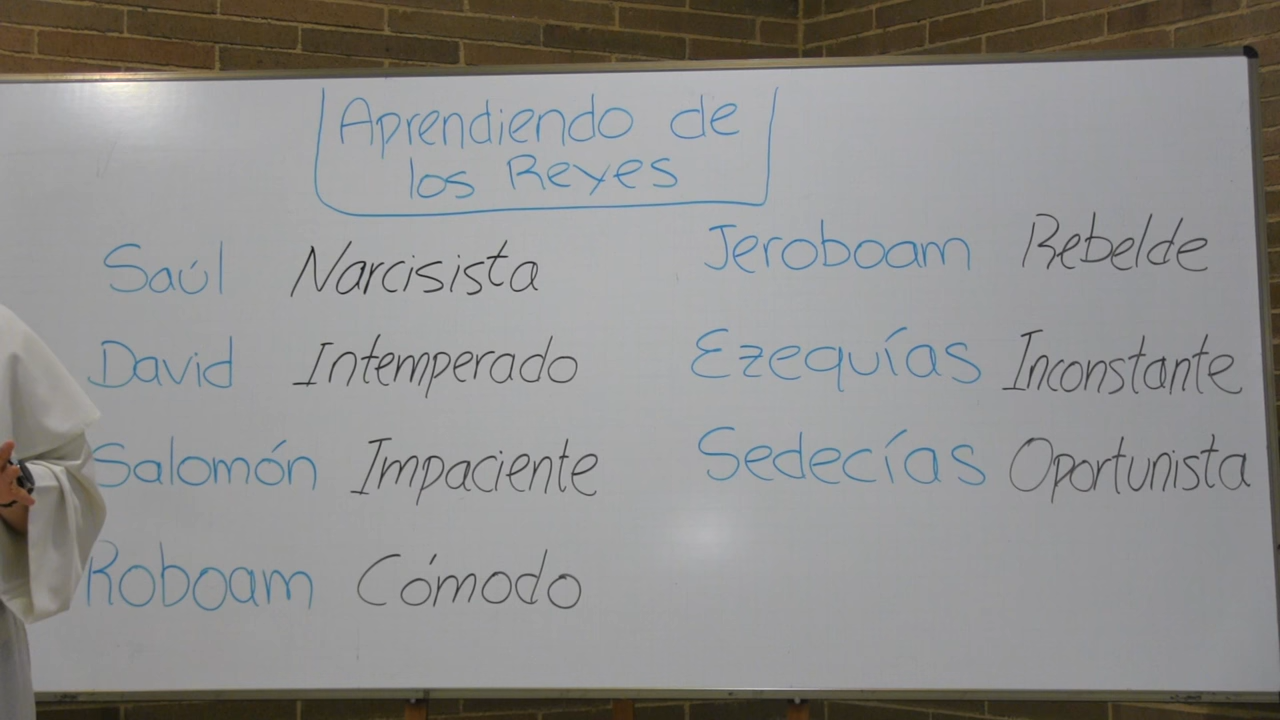 Aprendiendo de
los Reyes
Saúl Narcisista
David Intemperado
Salomón Impaciente
Roboam Cómodo
Jeroboam Rebelde
Ezequías Inconstante
Sedecías Oportunista